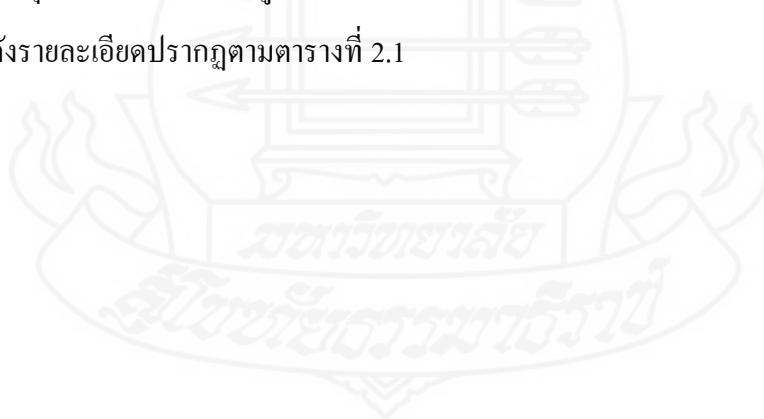 ดังรายละเอียดปรากฏตามตารางที่ 2.1
มหาวิทยาลัย
สุโขทัยธรรมาธิราช